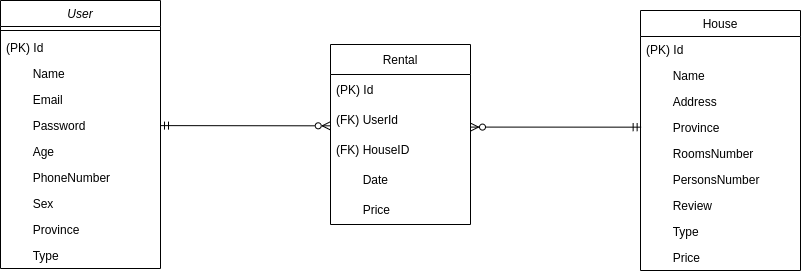 User
(PK) Id
Name
Email
Password
Age
PhoneNumber
Sex
Province
Type
Rental
(PK) Id
(FK) UserId
(FK) HouseID
Date
Price
House
(PK) Id
Name
Address
Province
RoomsNumber
PersonsNumber
Review
Type
Price